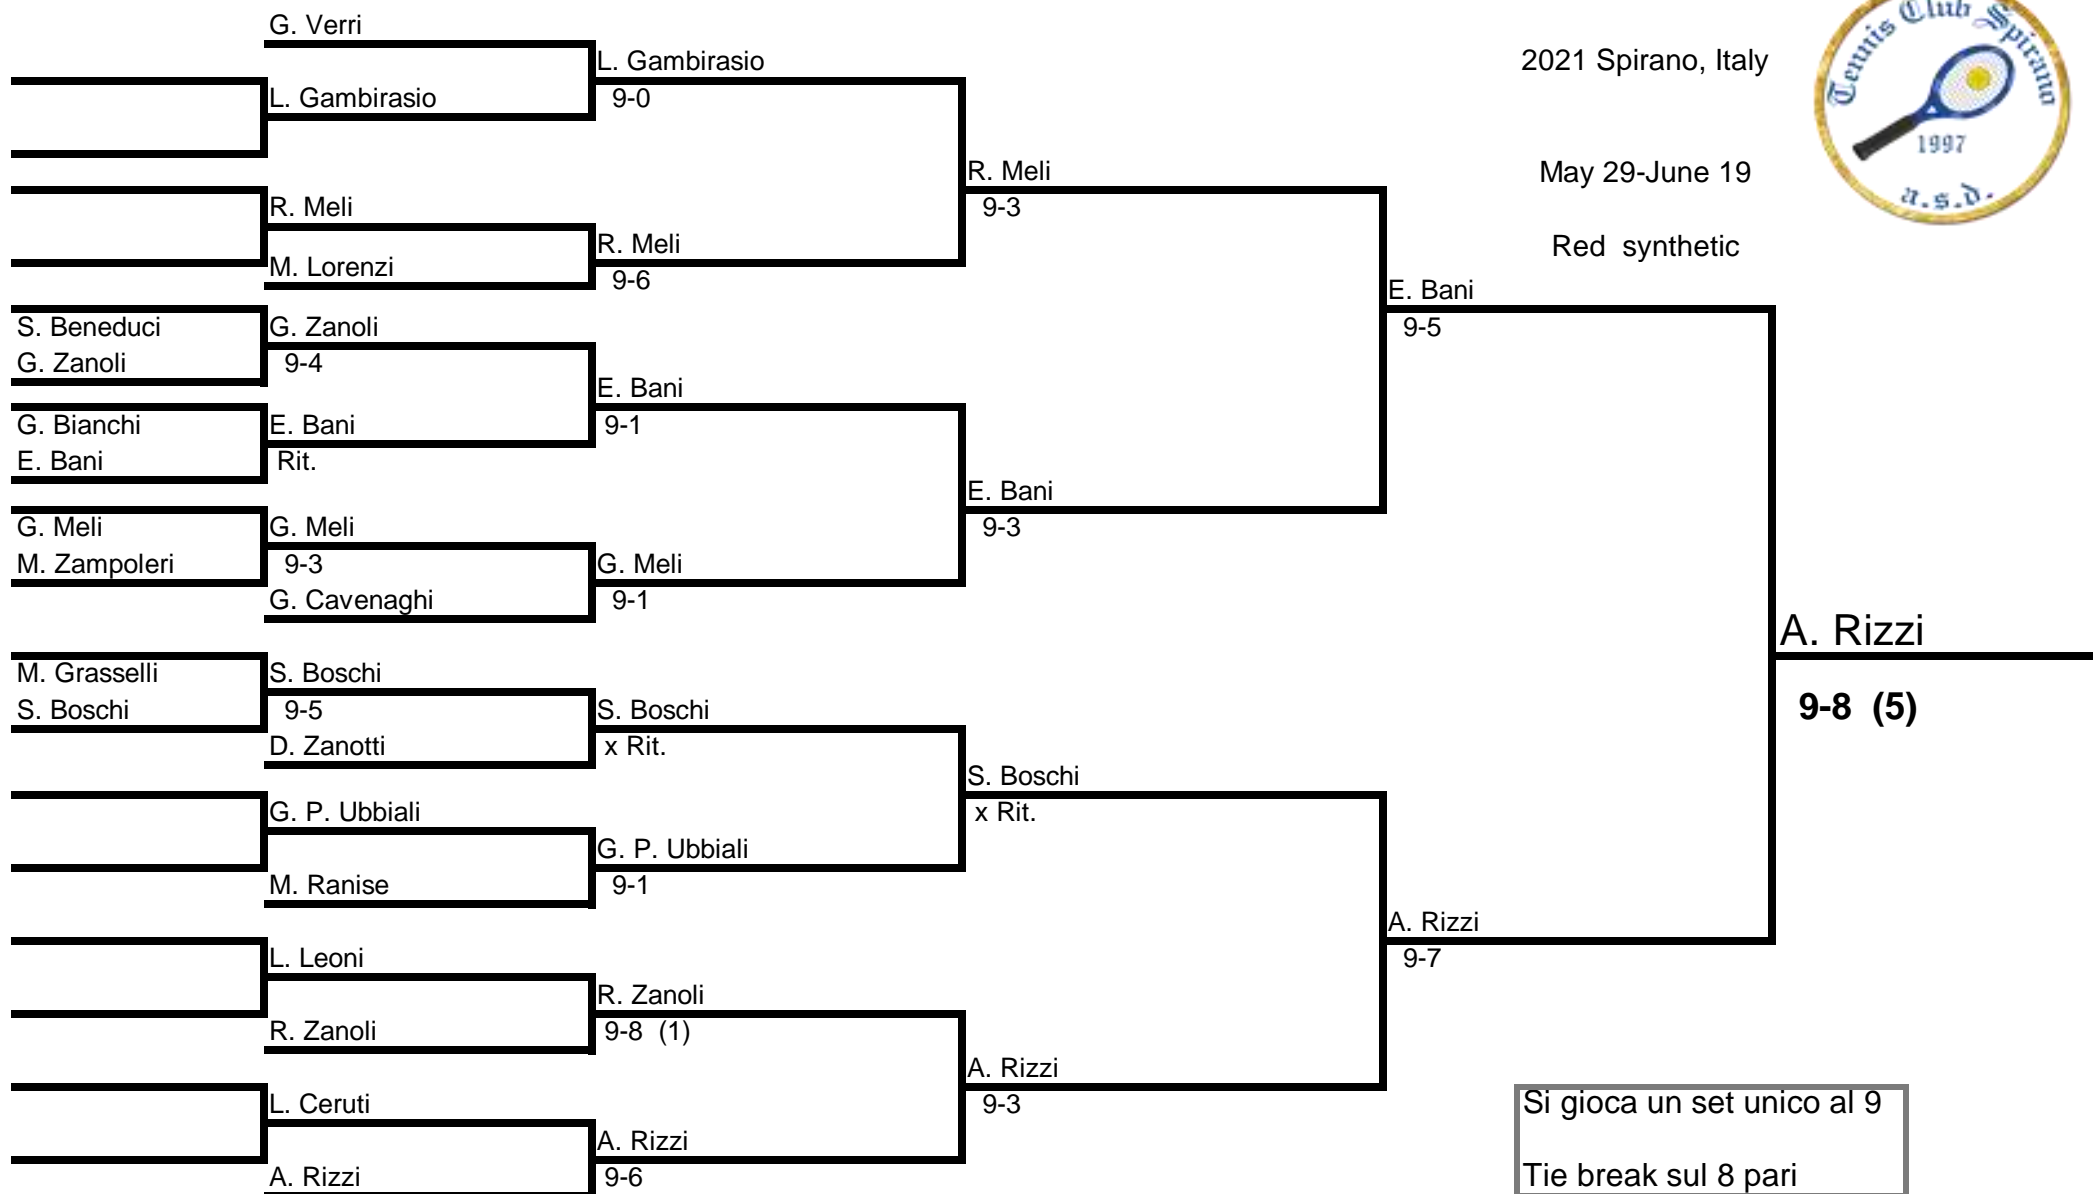 G. Verri
L. Gambirasio
L. Gambirasio
9-0
2021 Spirano, Italy
Tennis Club Spirano
1997
a.s.d.
May 29-June 19
Red synthetic
R. Meli
9-3
R. Meli
R. Meli
M. Lorenzi
9-6
E. Bani
9-5
S. Beneduci
G. Zanoli
G. Zanoli
9-4
E. Bani
9-1
G. Bianchi
E. Bani
E. Bani
Rit.
E. Bani
9-3
G. Meli
M. Zampoleri
G. Meli
9-3
G. Meli
9-1
G. Cavenaghi
A. Rizzi
9-8 (5)
M. Grasselli
S. Boschi
S. Boschi
9-5
S. Boschi
x Rit.
D. Zanotti
S. Boschi
x Rit.
G. P. Ubbiali
G. P. Ubbiali
9-1
M. Ranise
A. Rizzi
9-7
L. Leoni
R. Zanoli
9-8 (1)
R. Zanoli
A. Rizzi
9-3
L. Ceruti
A. Rizzi
9-6
A. Rizzi
Si gioca un set unico al 9
Tie break sul 8 pari